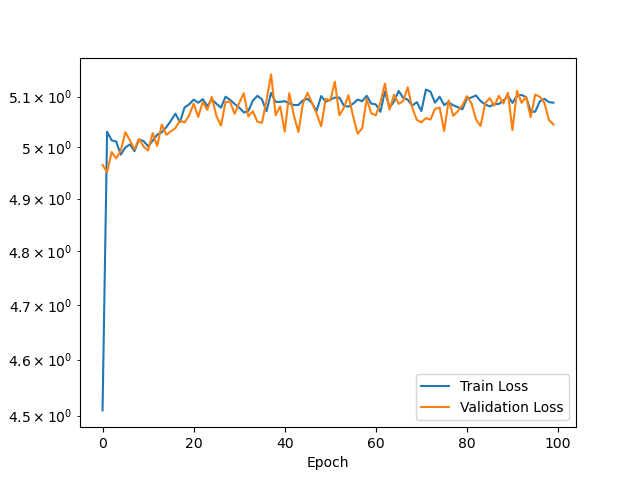 5.1 × 10⁰
5 × 10⁰
4.9 × 10⁰
4.8 × 10⁰
4.7 × 10⁰
4.6 × 10⁰
4.5 × 10⁰
Train Loss
Validation Loss
0 20 40 60 80 100
Epoch